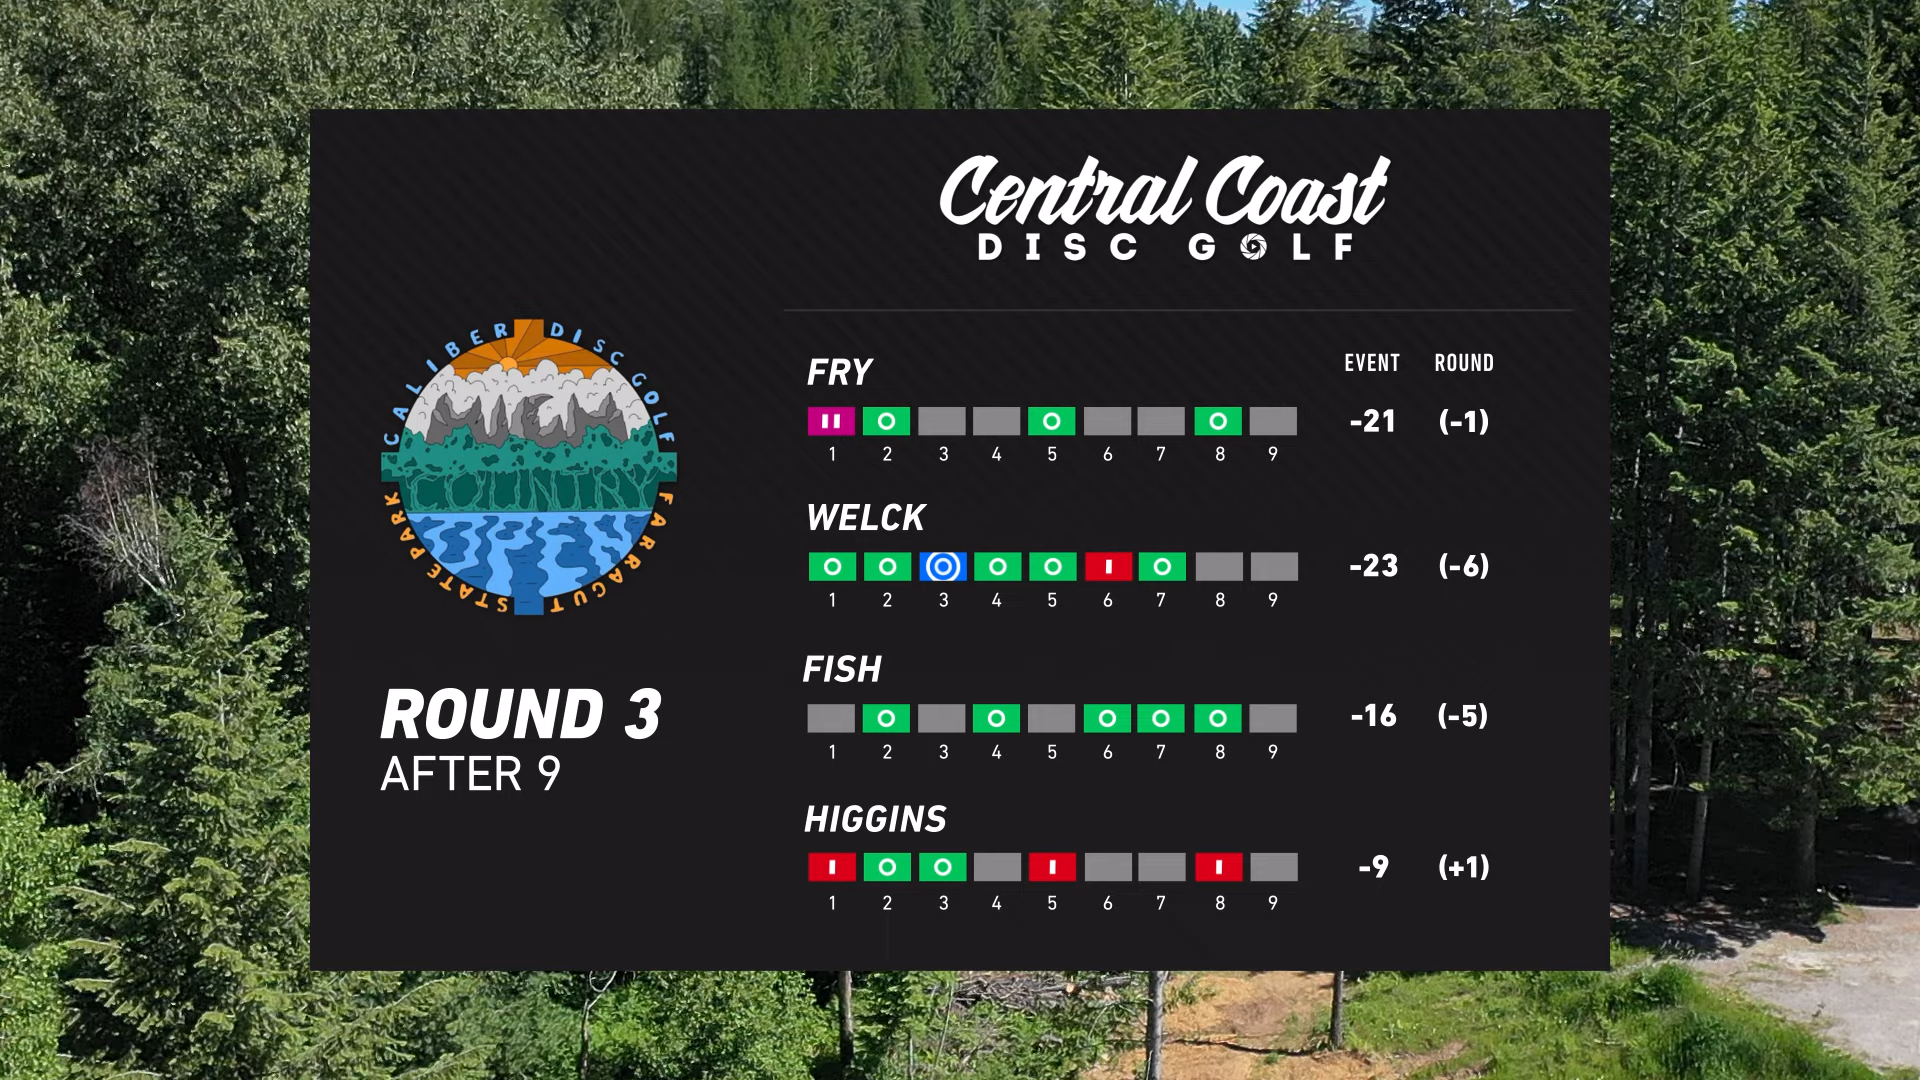 Central Coast
DISC GOLF
CALIBER DISC GOLF
COUNTRY
FARRAGUT STATE PARK
ROUND 3
AFTER 9
EVENT ROUND
FRY
-21 (-1)
1 2 3 4 5 6 7 8 9
WELCK
-23 (-6)
1 2 3 4 5 6 7 8 9
FISH
-16 (-5)
1 2 3 4 5 6 7 8 9
HIGGINS
-9 (+1)
1 2 3 4 5 6 7 8 9